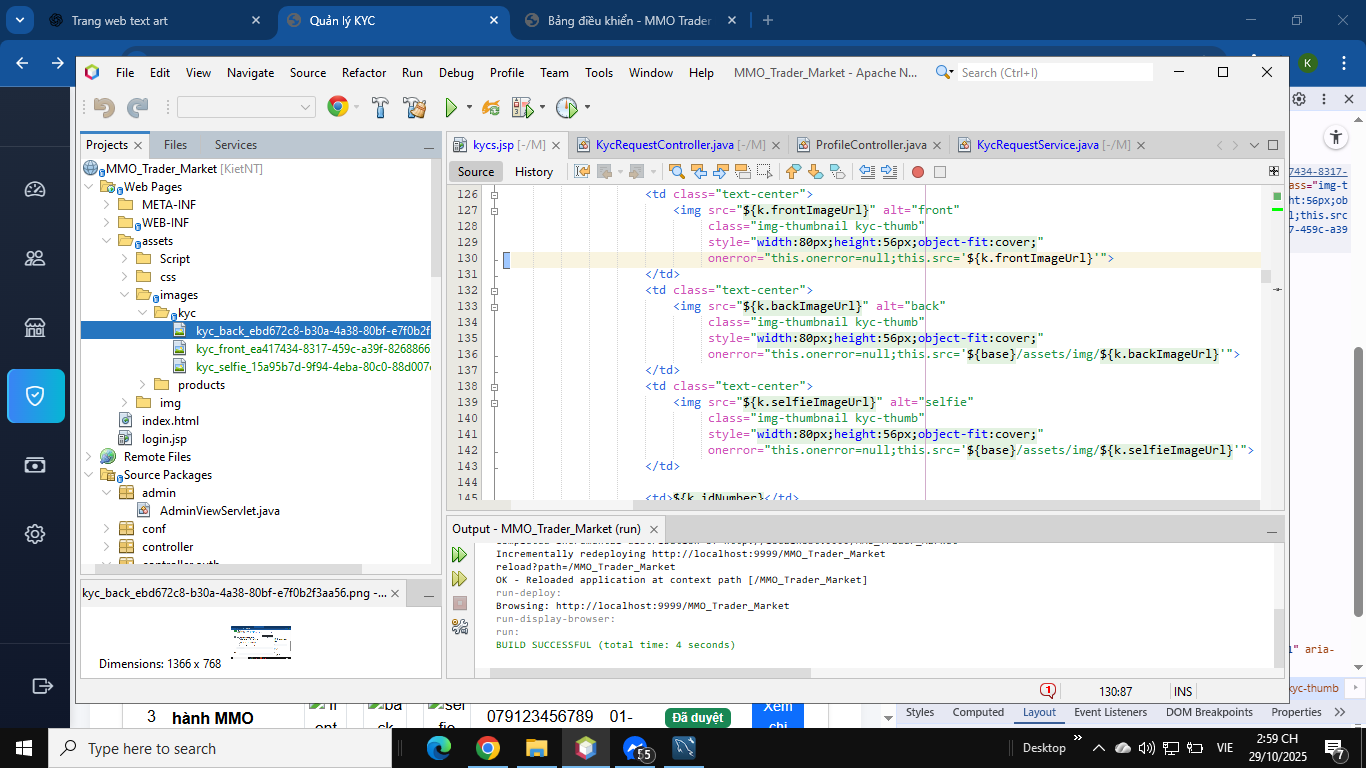 Trang web text art
Quản lý KYC
Bảng điều khiển - MMO Trader
K
File Edit View Navigate Source Refactor Run Debug Profile Team Tools Window Help
MMO_Trader_Market - Apache N...
Search (Ctrl+I)
Projects
Files
Services
MMO_Trader_Market [KietNT]
Web Pages
META-INF
WEB-INF
assets
Script
css
images
kyc
kyc_back_ebd672c8-b30a-4a38-80bf-e7f0b2f
kyc_front_ea417434-8317-459c-a39f-8268866
kyc_selfie_15a95b7d-9f94-4eba-80c0-88d007
products
img
index.html
login.jsp
Remote Files
Source Packages
admin
AdminViewServlet.java
conf
controller
controller.auth
kyc_back_ebd672c8-b30a-4a38-80bf-e7f0b2f3aa56.png -...
Dimensions: 1366 x 768
kycs.jsp [-/M]
KycRequestController.java [-/M]
ProfileController.java
KycRequestService.java [-/M]
Source
History
126 <td class="text-center">
127 <img src="${k.frontImageUrl}" alt="front"
128 class="img-thumbnail kyc-thumb"
129 style="width:80px;height:56px;object-fit:cover;"
130 onerror="this.onerror=null;this.src='${k.frontImageUrl}'">
131 </td>
132 <td class="text-center">
133 <img src="${k.backImageUrl}" alt="back"
134 class="img-thumbnail kyc-thumb"
135 style="width:80px;height:56px;object-fit:cover;"
136 onerror="this.onerror=null;this.src='${base}/assets/img/${k.backImageUrl}'">
137 </td>
138 <td class="text-center">
139 <img src="${k.selfieImageUrl}" alt="selfie"
140 class="img-thumbnail kyc-thumb"
141 style="width:80px;height:56px;object-fit:cover;"
142 onerror="this.onerror=null;this.src='${base}/assets/img/${k.selfieImageUrl}'">
143 </td>
144
145 <td>${k.idNumber}</td>
Output - MMO_Trader_Market (run)
Incrementally redeploying http://localhost:9999/MMO_Trader_Market
reload?path=/MMO_Trader_Market
OK - Reloaded application at context path [/MMO_Trader_Market]
run-deploy:
Browsing: http://localhost:9999/MMO_Trader_Market
run-display-browser:
run:
BUILD SUCCESSFUL (total time: 4 seconds)
1
130:87
INS
7434-8317-
lass="img-t
ht:56px;ob
l;this.src
7-459c-a39
1" aria-
kyc-thumb
3 hành MMO
079123456789
01-
Đã duyệt
Xem
chi
Styles Computed Layout Event Listeners DOM Breakpoints Properties
Type here to search
55
Desktop
VIE
2:59 CH
29/10/2025
7